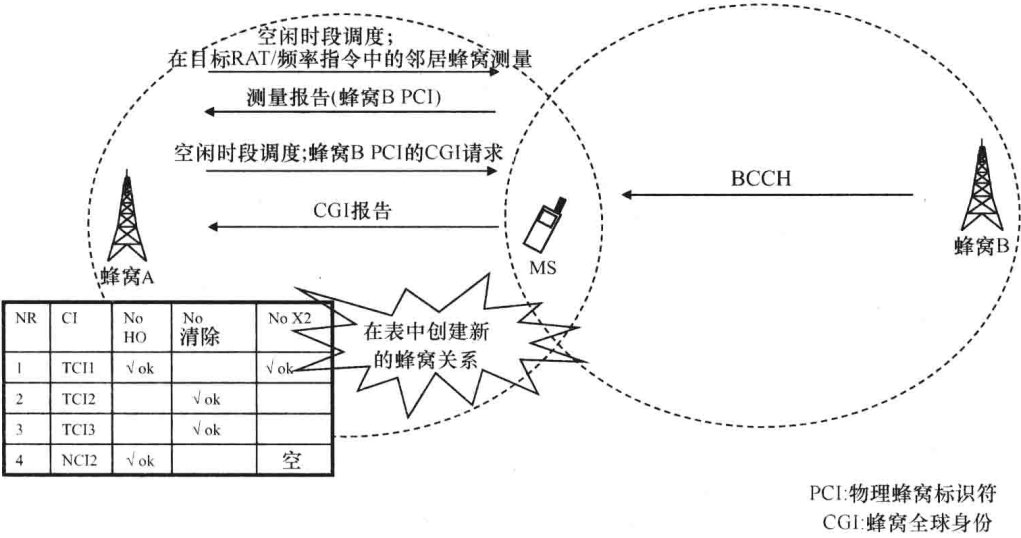 空闲时段调度;
在目标RAT/频率指令中的邻居蜂窝测量
测量报告(蜂窝B PCI)
空闲时段调度;蜂窝B PCI的CGI请求
CGI报告
BCCH
蜂窝A
MS
蜂窝B
在表中创建新
的蜂窝关系
NR CI No HO No 清除 No X2
1 TCI1 √ok √ok
2 TCI2 √ok
3 TCI3 √ok
4 NCI2 √ok 空
PCI:物理蜂窝标识符
CGI:蜂窝全球身份